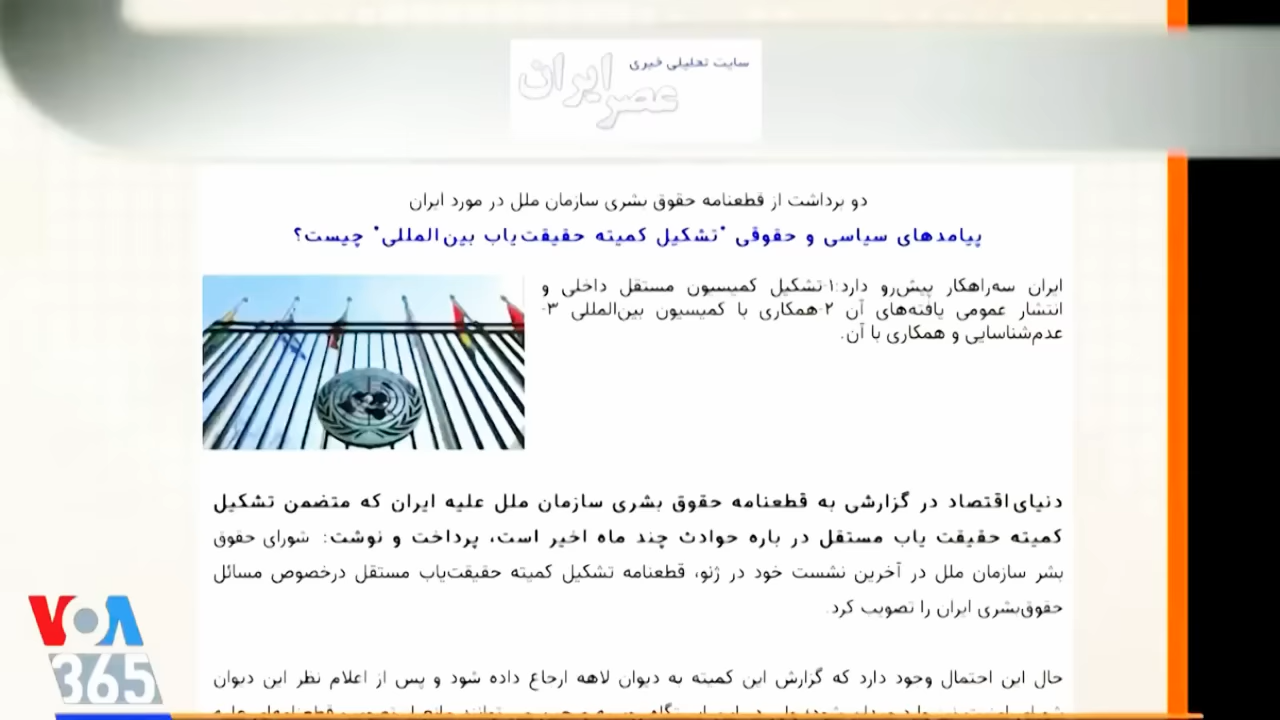 سایت تحلیلی خبری
عصر ایران
دو برداشت از قطعنامه حقوق بشری سازمان ملل در مورد ایران
پیامدهای سیاسی و حقوقی "تشکیل کمیته حقیقت یاب بین المللی" چیست؟
ایران سه‌راهکار پیش‌رو دارد:۱-تشکیل کمیسیون مستقل داخلی و
انتشار عمومی یافته‌های آن ۲-همکاری با کمیسیون بین‌المللی ۳-
عدم‌شناسایی و همکاری با آن.
دنیای اقتصاد در گزارشی به قطعنامه حقوق بشری سازمان ملل علیه ایران که متضمن تشکیل
کمیته حقیقت یاب مستقل در باره حوادث چند ماه اخیر است، پرداخت و نوشت: شورای حقوق
بشر سازمان ملل در آخرین نشست خود در ژنو، قطعنامه تشکیل کمیته حقیقت‌یاب مستقل درخصوص مسائل
حقوق‌بشری ایران را تصویب کرد.
حال این احتمال وجود دارد که گزارش این کمیته به دیوان لاهه ارجاع داده شود و پس از اعلام نظر این دیوان
VOA
365